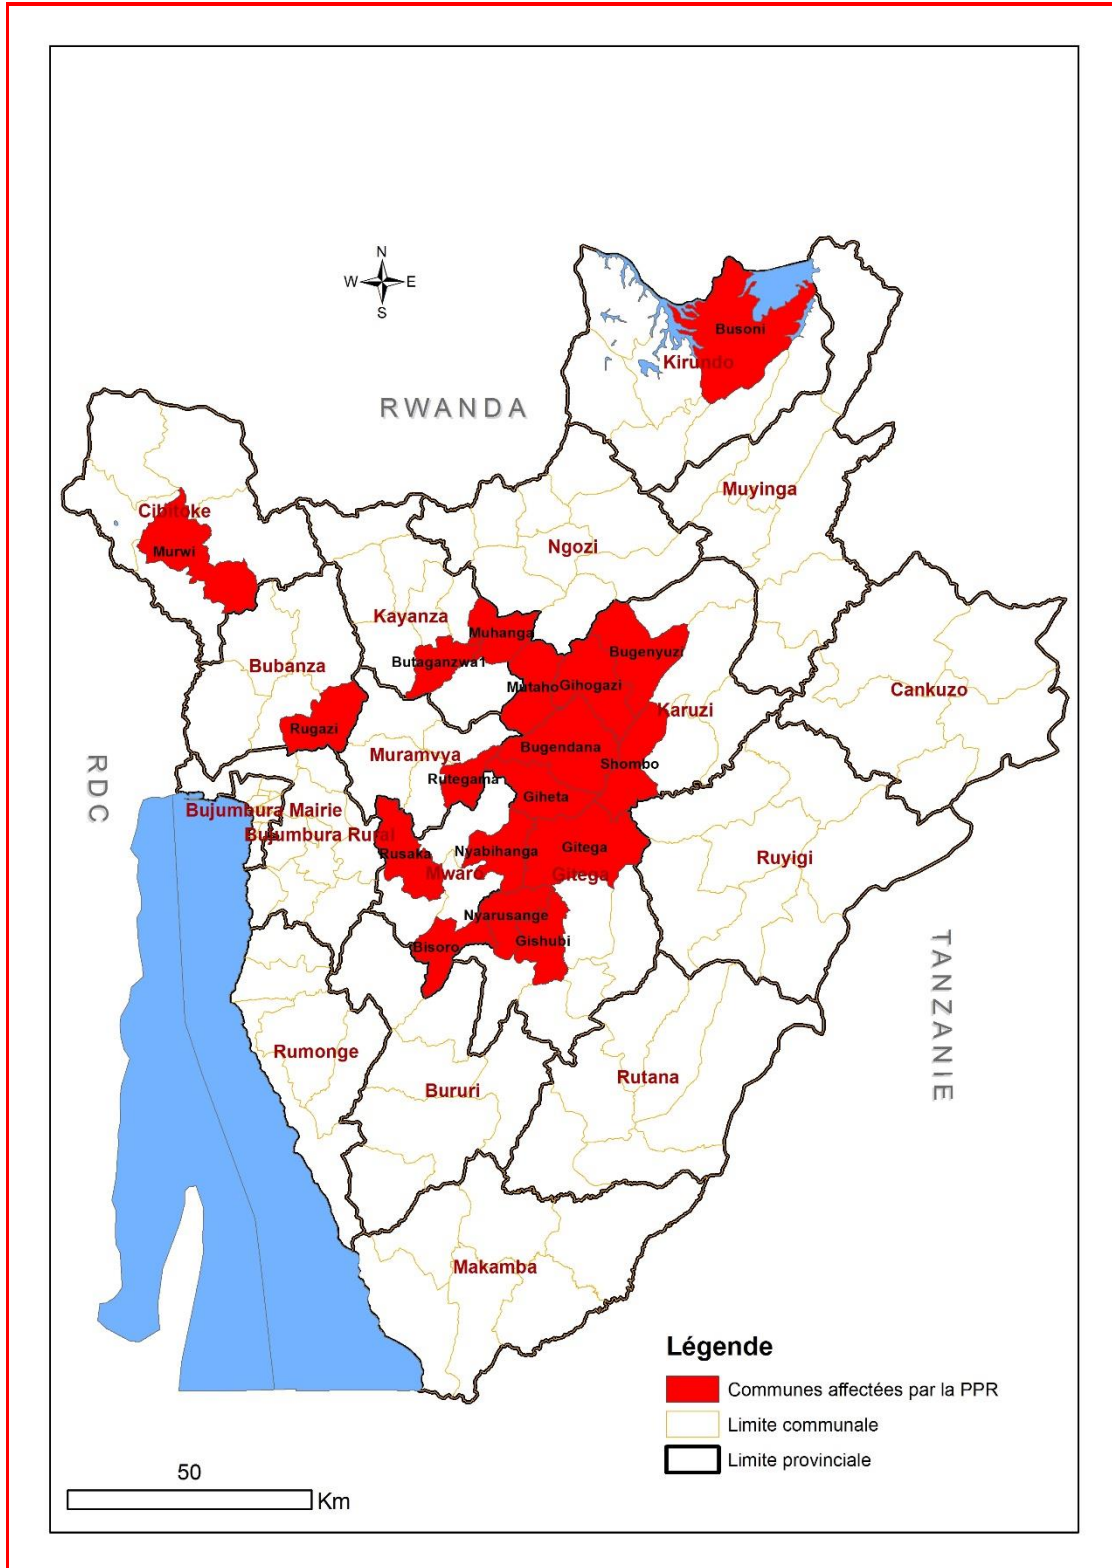 N
W E
S
RWANDA
Busoni
Kirundo
Muyinga
Cibitoke
Murwi
Ngozi
Kayanza
Muhanga
Butaganzwa1
Bugenyuzi
Bubanza
Mutaho
Gihogazi
Karuzi
Cankuzo
Rugazi
Muramvya
Bugendana
Shombo
RDC
Rutegama
Giheta
Bujumbura Mairie
Bujumbura Rural
Rusaka
Nyabihanga
Gitega
Mwaro
Gitega
Ruyigi
Nyarusange
Bisoro
Gishubi
TANZANIE
Rumonge
Bururi
Rutana
Makamba
Légende
Communes affectées par la PPR
Limite communale
Limite provinciale
50
Km